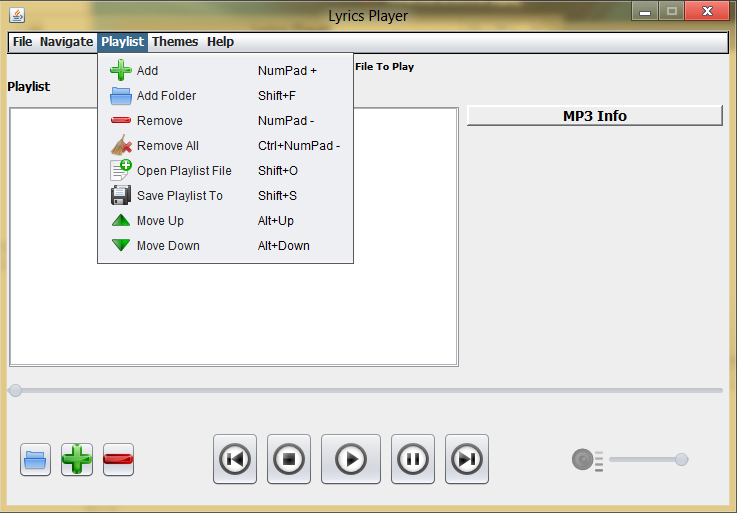 Lyrics Player
File Navigate Playlist Themes Help
File To Play
Playlist
Add NumPad +
Add Folder Shift+F
Remove NumPad -
Remove All Ctrl+NumPad -
Open Playlist File Shift+O
Save Playlist To Shift+S
Move Up Alt+Up
Move Down Alt+Down
MP3 Info